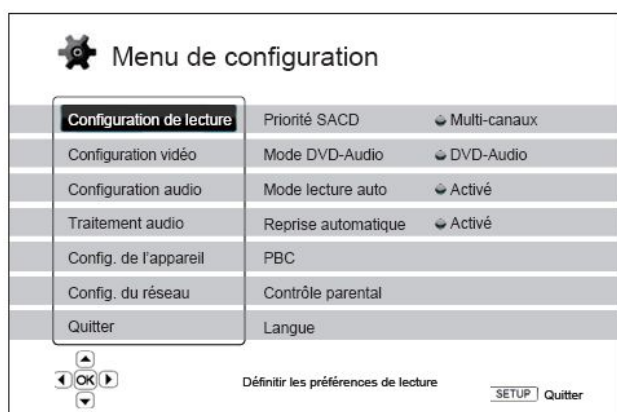 Menu de configuration
Configuration de lecture Priorité SACD Multi-canaux
Configuration vidéo Mode DVD-Audio DVD-Audio
Configuration audio Mode lecture auto Activé
Traitement audio Reprise automatique Activé
Config. de l'appareil PBC
Config. du réseau Contrôle parental
Quitter Langue
OK Définir les préférences de lecture SETUP Quitter